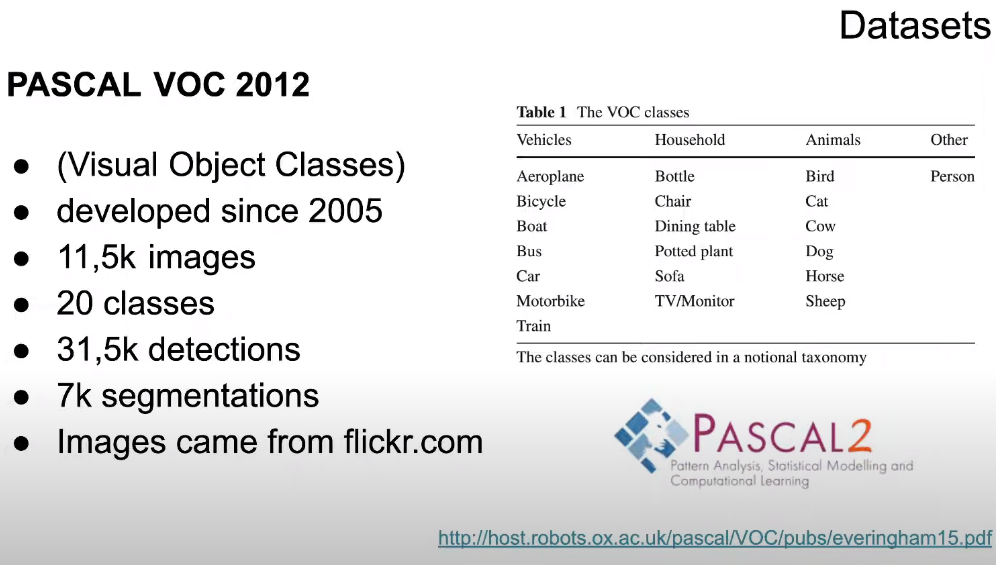 Datasets
PASCAL VOC 2012
● (Visual Object Classes)
● developed since 2005
● 11,5k images
● 20 classes
● 31,5k detections
● 7k segmentations
● Images came from flickr.com
Table 1 The VOC classes
Vehicles Household Animals Other
Aeroplane Bottle Bird Person
Bicycle Chair Cat
Boat Dining table Cow
Bus Potted plant Dog
Car Sofa Horse
Motorbike TV/Monitor Sheep
Train
The classes can be considered in a notional taxonomy
PASCAL2
Pattern Analysis, Statistical Modelling and
Computational Learning
http://host.robots.ox.ac.uk/pascal/VOC/pubs/everingham15.pdf